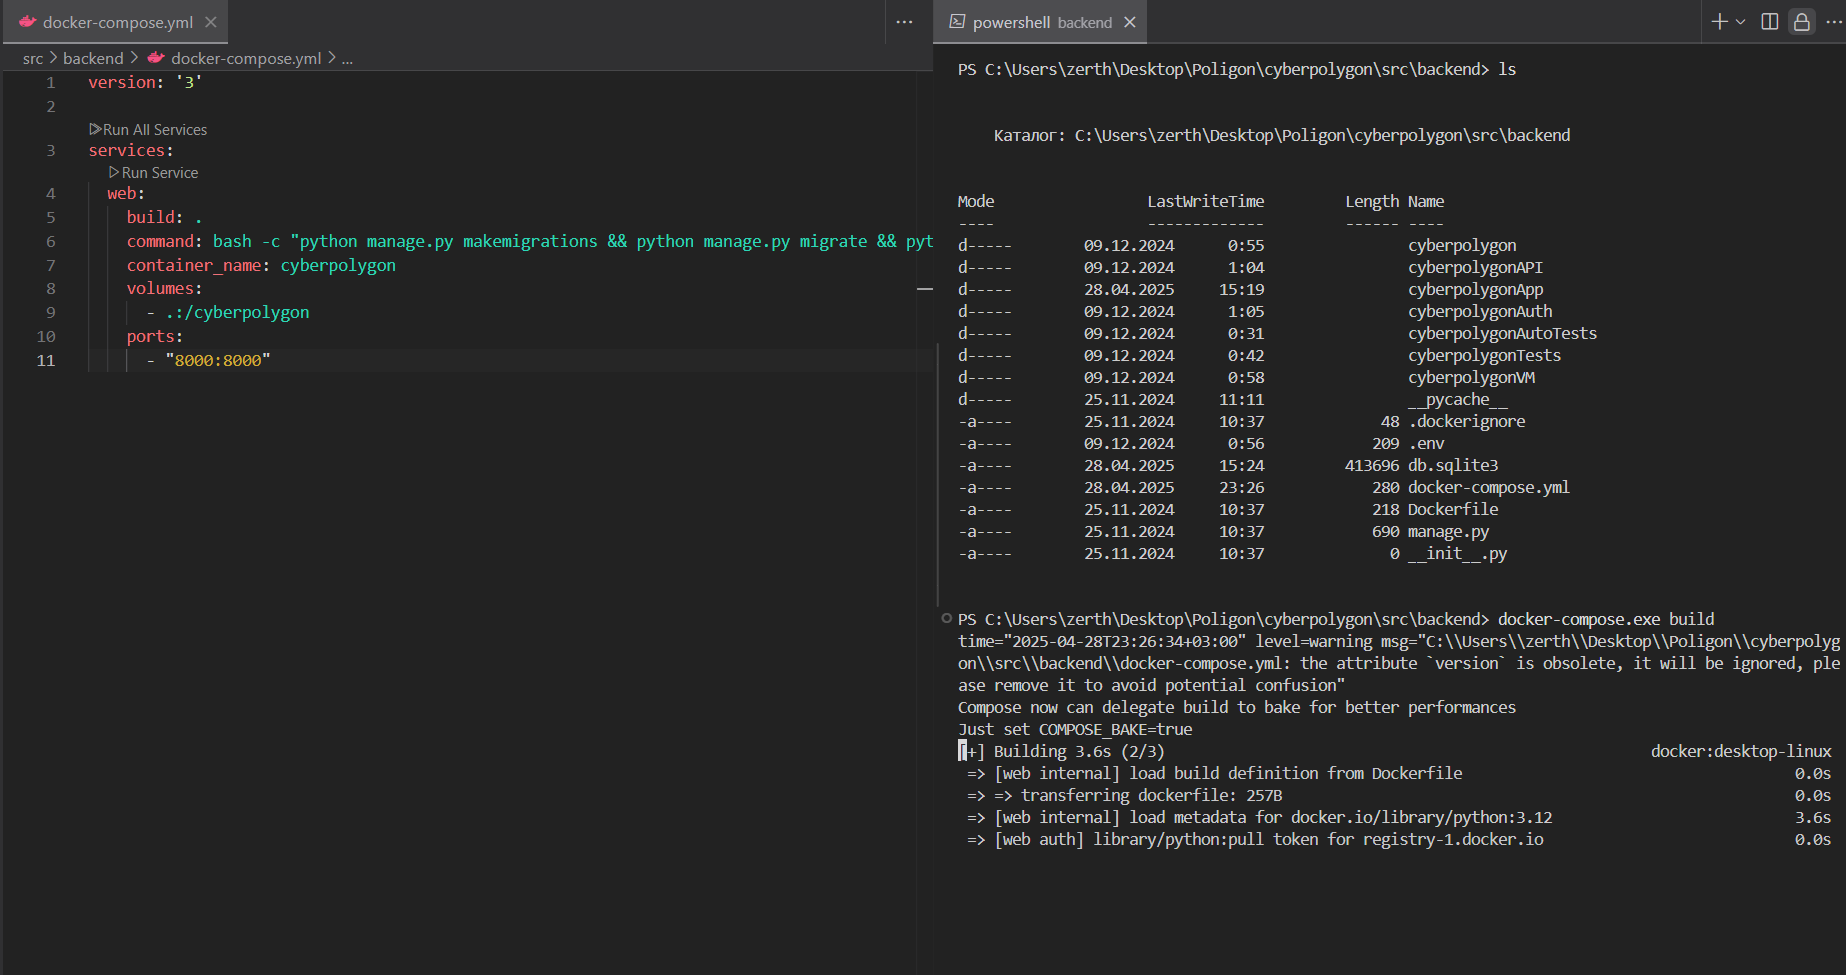 docker-compose.yml
src > backend > docker-compose.yml > ...
1 version: '3'
2
Run All Services
3 services:
Run Service
4 web:
5 build: .
6 command: bash -c "python manage.py makemigrations && python manage.py migrate && pyt
7 container_name: cyberpolygon
8 volumes:
9 - .:/cyberpolygon
10 ports:
11 - "8000:8000"
powershell backend
PS C:\Users\zerth\Desktop\Poligon\cyberpolygon\src\backend> ls
Каталог: C:\Users\zerth\Desktop\Poligon\cyberpolygon\src\backend
Mode LastWriteTime Length Name
---- ------------- ------ ----
d----- 09.12.2024 0:55 cyberpolygon
d----- 09.12.2024 1:04 cyberpolygonAPI
d----- 28.04.2025 15:19 cyberpolygonApp
d----- 09.12.2024 1:05 cyberpolygonAuth
d----- 09.12.2024 0:31 cyberpolygonAutoTests
d----- 09.12.2024 0:42 cyberpolygonTests
d----- 09.12.2024 0:58 cyberpolygonVM
d----- 25.11.2024 11:11 __pycache__
-a---- 25.11.2024 10:37 48 .dockerignore
-a---- 09.12.2024 0:56 209 .env
-a---- 28.04.2025 15:24 413696 db.sqlite3
-a---- 28.04.2025 23:26 280 docker-compose.yml
-a---- 25.11.2024 10:37 218 Dockerfile
-a---- 25.11.2024 10:37 690 manage.py
-a---- 25.11.2024 10:37 0 __init__.py
PS C:\Users\zerth\Desktop\Poligon\cyberpolygon\src\backend> docker-compose.exe build
time="2025-04-28T23:26:34+03:00" level=warning msg="C:\\Users\\zerth\\Desktop\\Poligon\\cyberpolyg
on\\src\\backend\\docker-compose.yml: the attribute `version` is obsolete, it will be ignored, ple
ase remove it to avoid potential confusion"
Compose now can delegate build to bake for better performances
Just set COMPOSE_BAKE=true
[+] Building 3.6s (2/3) docker:desktop-linux
=> [web internal] load build definition from Dockerfile 0.0s
=> => transferring dockerfile: 257B 0.0s
=> [web internal] load metadata for docker.io/library/python:3.12 3.6s
=> [web auth] library/python:pull token for registry-1.docker.io 0.0s